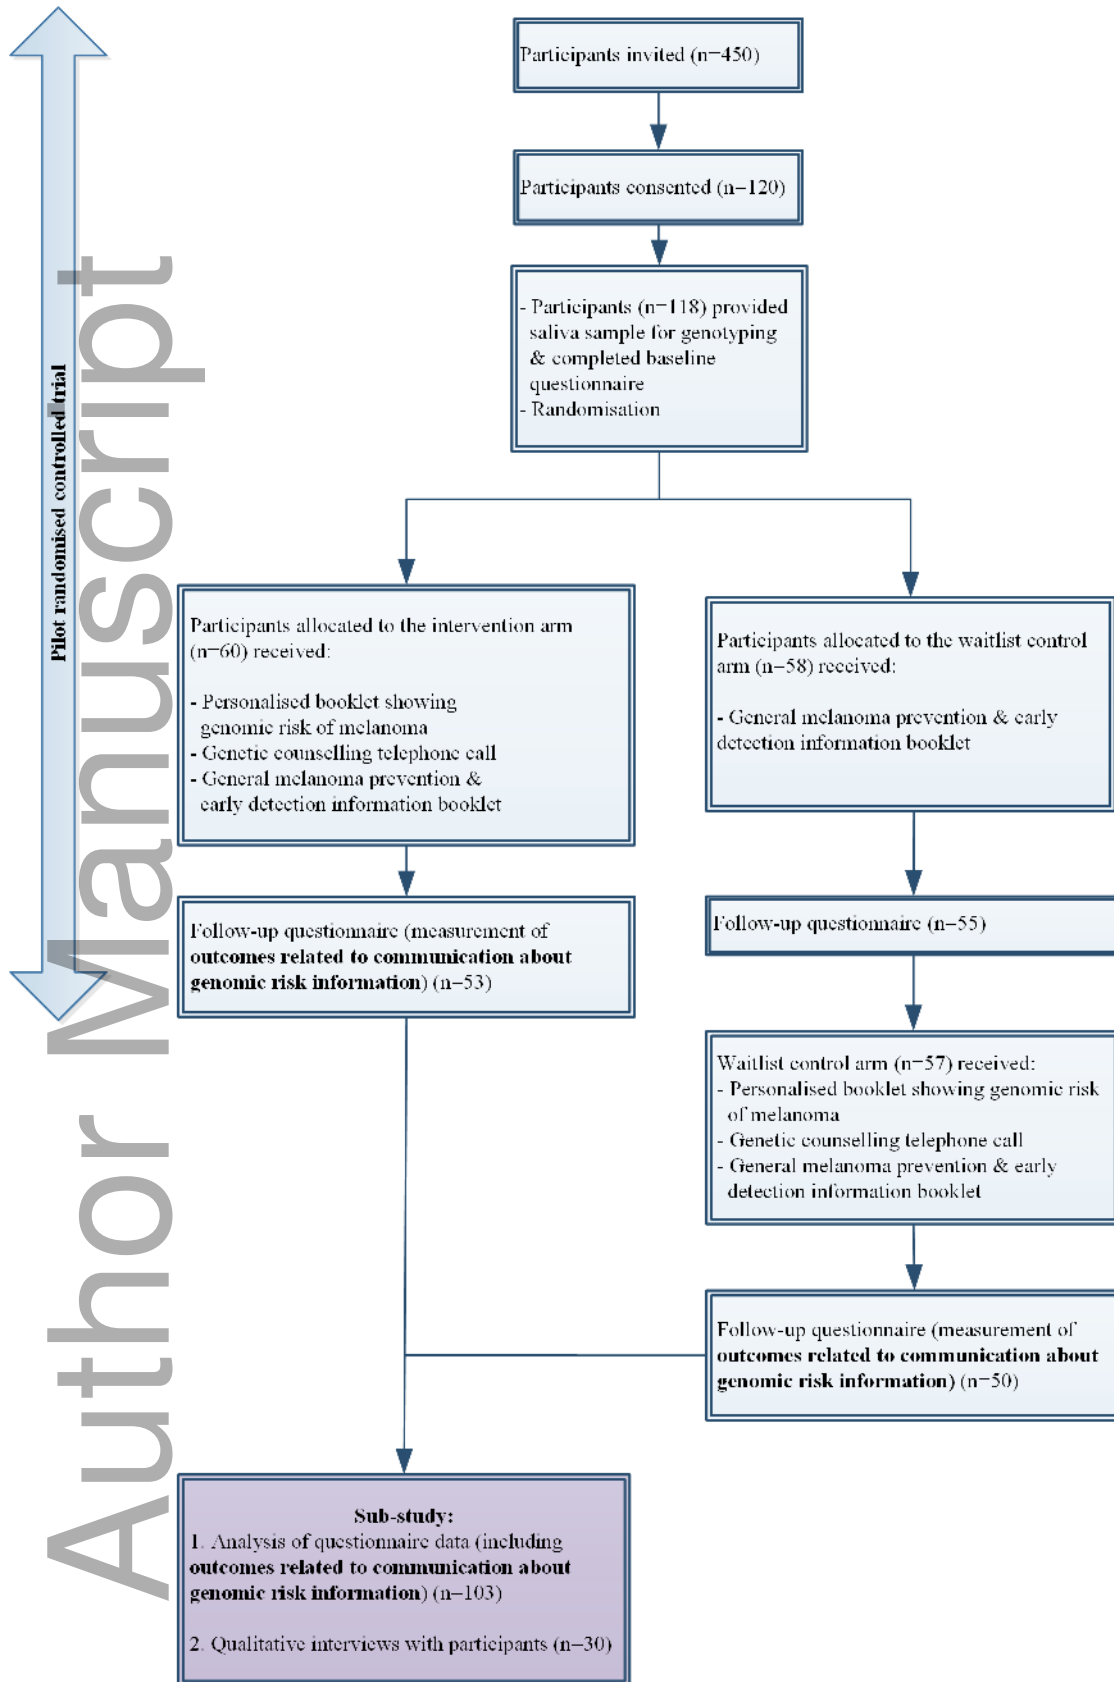 Participants invited (n=450)
Participants consented (n=120)
- Participants (n=118) provided
saliva sample for genotyping
& completed baseline
questionnaire
- Randomisation
Pilot randomised controlled trial
Author Manuscript
Participants allocated to the intervention arm
(n=60) received:
- Personalised booklet showing
genomic risk of melanoma
- Genetic counselling telephone call
- General melanoma prevention &
early detection information booklet
Participants allocated to the waitlist control
arm (n=58) received:
- General melanoma prevention & early
detection information booklet
Follow-up questionnaire (measurement of
outcomes related to communication about
genomic risk information) (n=53)
Follow-up questionnaire (n=55)
Waitlist control arm (n=57) received:
- Personalised booklet showing genomic risk
of melanoma
- Genetic counselling telephone call
- General melanoma prevention & early
detection information booklet
Follow-up questionnaire (measurement of
outcomes related to communication about
genomic risk information) (n=50)
Sub-study:
1. Analysis of questionnaire data (including
outcomes related to communication about
genomic risk information) (n=103)
2. Qualitative interviews with participants (n=30)